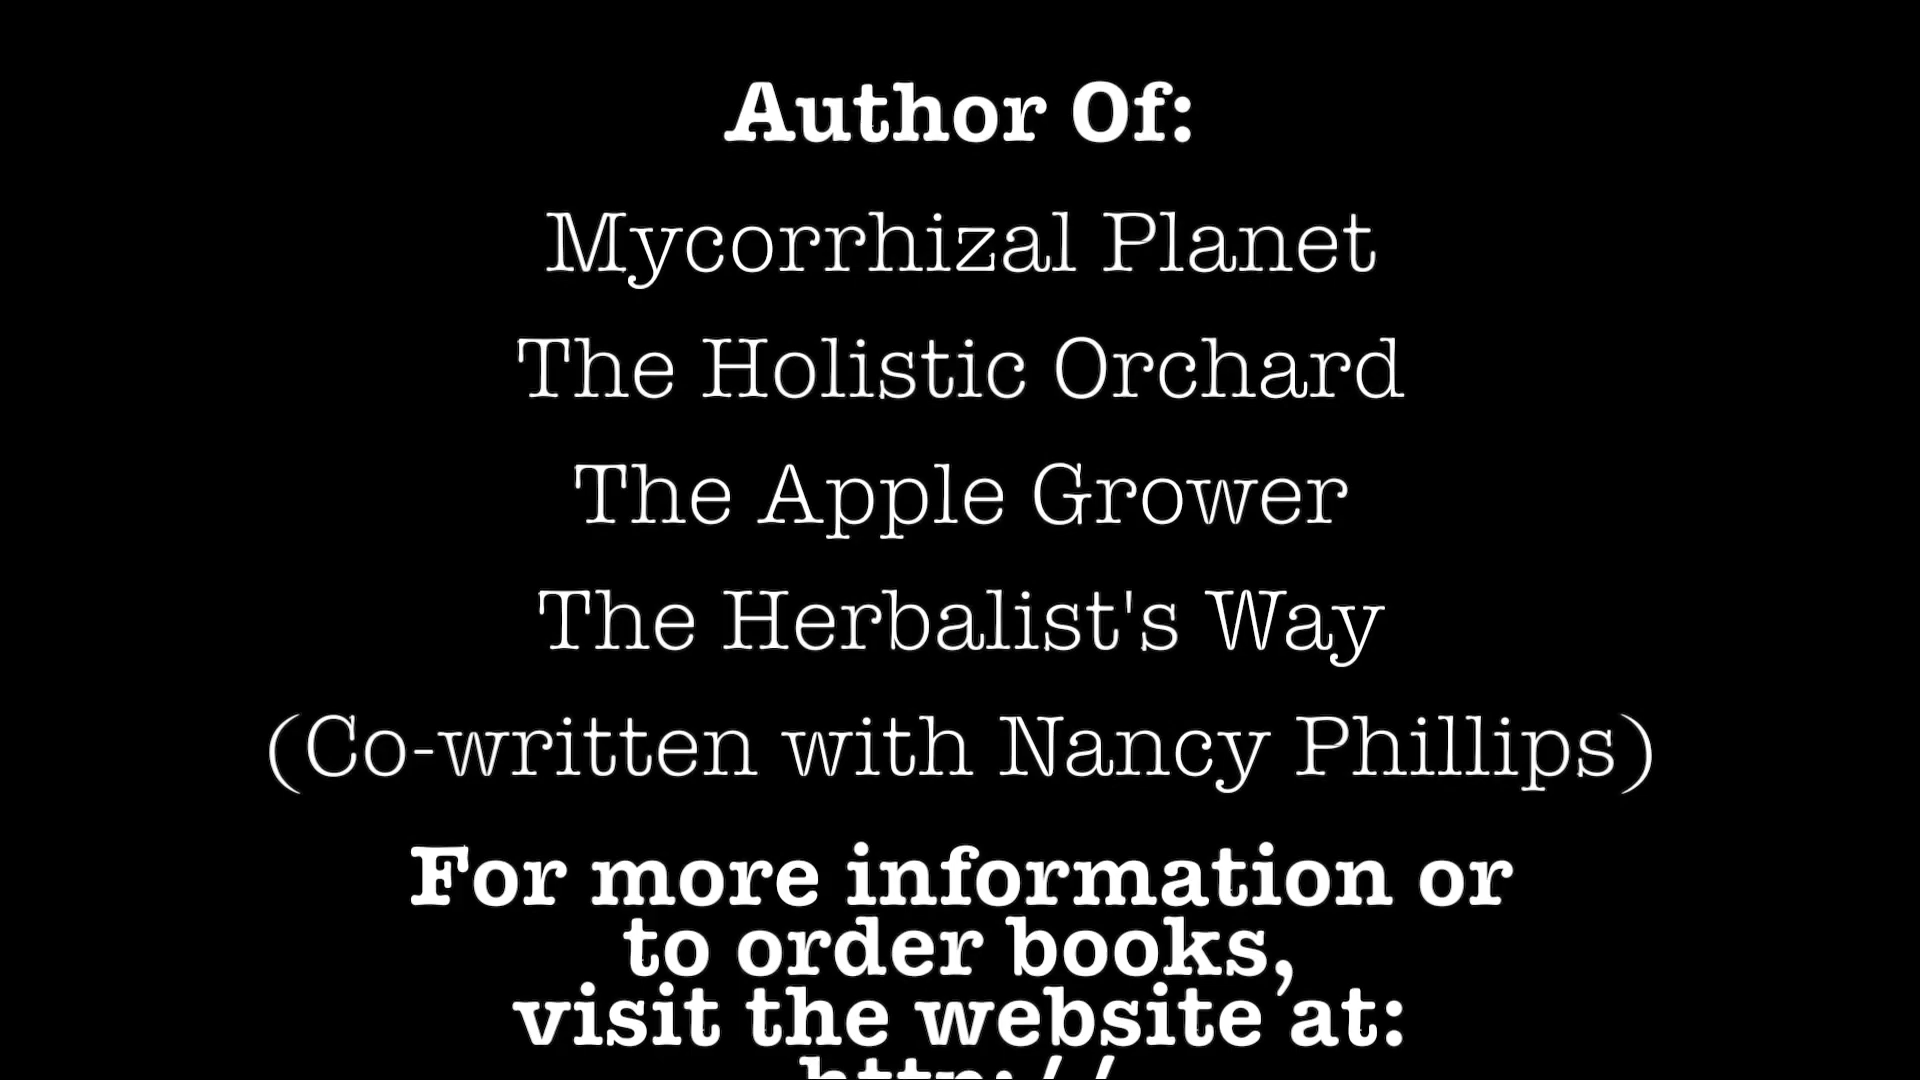 Author Of:
Mycorrhizal Planet
The Holistic Orchard
The Apple Grower
The Herbalist's Way
(Co-written with Nancy Phillips)
For more information or
to order books,
visit the website at:
http://